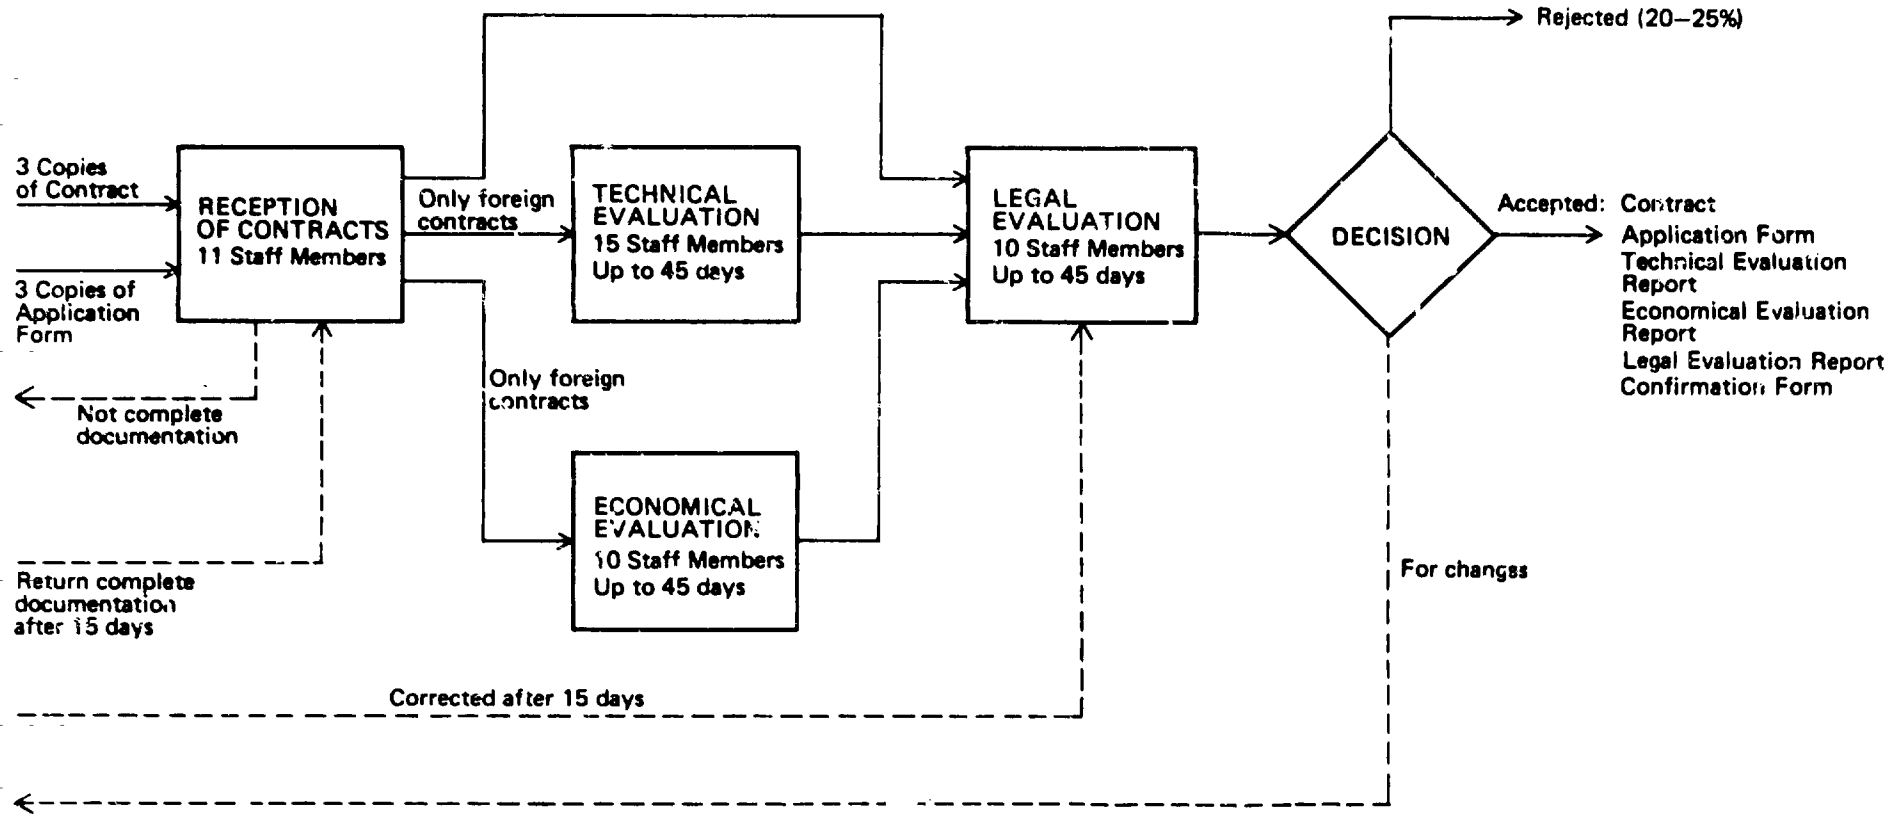 Rejected (20–25%)
3 Copies
of Contract
RECEPTION
OF CONTRACTS
11 Staff Members
3 Copies of
Application
Form
Only foreign
contracts
TECHNICAL
EVALUATION
15 Staff Members
Up to 45 days
LEGAL
EVALUATION
10 Staff Members
Up to 45 days
DECISION
Accepted: Contract
Application Form
Technical Evaluation
Report
Economical Evaluation
Report
Legal Evaluation Report
Confirmation Form
Not complete
documentation
Only foreign
contracts
ECONOMICAL
EVALUATION
10 Staff Members
Up to 45 days
Return complete
documentation
after 15 days
For changes
Corrected after 15 days